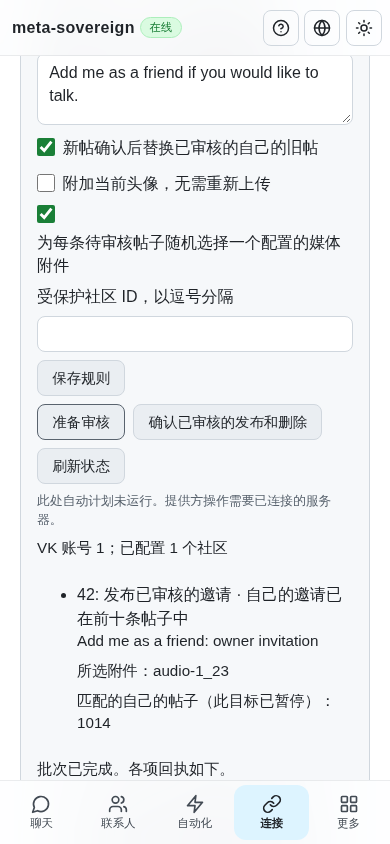 meta-sovereign 在线
Add me as a friend if you would like to
talk.
新帖确认后替换已审核的自己的旧帖
附加当前头像，无需重新上传
为每条待审核帖子随机选择一个配置的媒体
附件
受保护社区 ID，以逗号分隔
保存规则
准备审核 确认已审核的发布和删除
刷新状态
此处自动计划未运行。提供方操作需要已连接的服务
器。
VK 账号 1；已配置 1 个社区
42: 发布已审核的邀请 · 自己的邀请已
在前十条帖子中
Add me as a friend: owner invitation
所选附件：audio-1_23
匹配的自己的帖子（此目标已暂停）：
1014
批次已完成。各项回执如下。
聊天 联系人 自动化 连接 更多